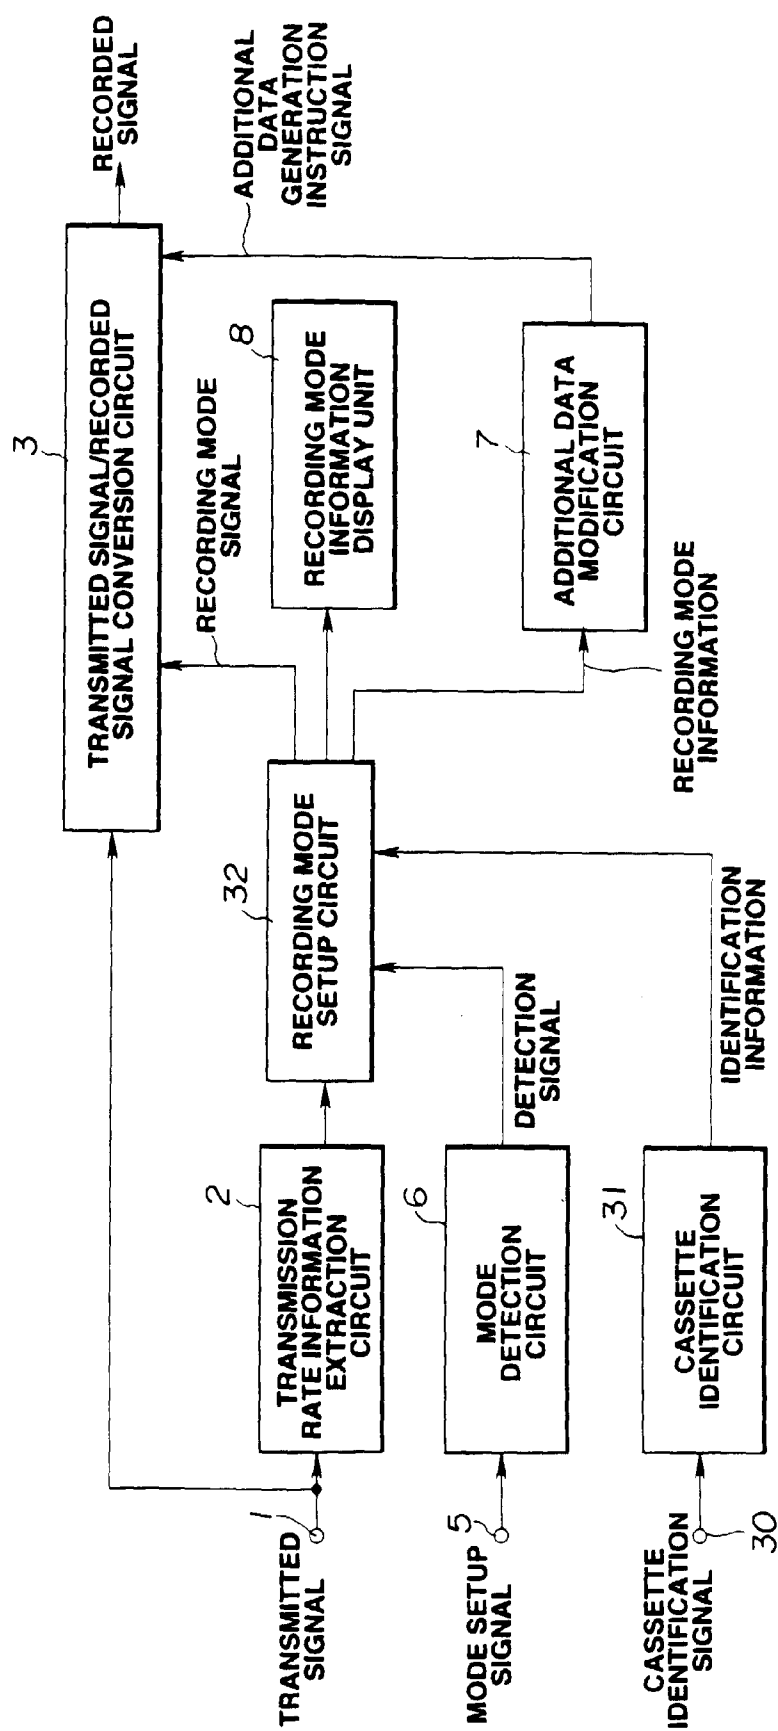 3
TRANSMITTED SIGNAL/RECORDED
SIGNAL CONVERSION CIRCUIT
RECORDED
SIGNAL
RECORDING MODE
SIGNAL
ADDITIONAL
DATA
GENERATION
INSTRUCTION
SIGNAL
32
RECORDING MODE
SETUP CIRCUIT
8
RECORDING MODE
INFORMATION
DISPLAY UNIT
1
TRANSMITTED
SIGNAL
2
TRANSMISSION
RATE INFORMATION
EXTRACTION
CIRCUIT
7
ADDITIONAL DATA
MODIFICATION
CIRCUIT
5
MODE SETUP
SIGNAL
6
MODE
DETECTION
CIRCUIT
DETECTION
SIGNAL
RECORDING MODE
INFORMATION
CASSETTE
IDENTIFICATION
SIGNAL
30
31
CASSETTE
IDENTIFICATION
CIRCUIT
IDENTIFICATION
INFORMATION